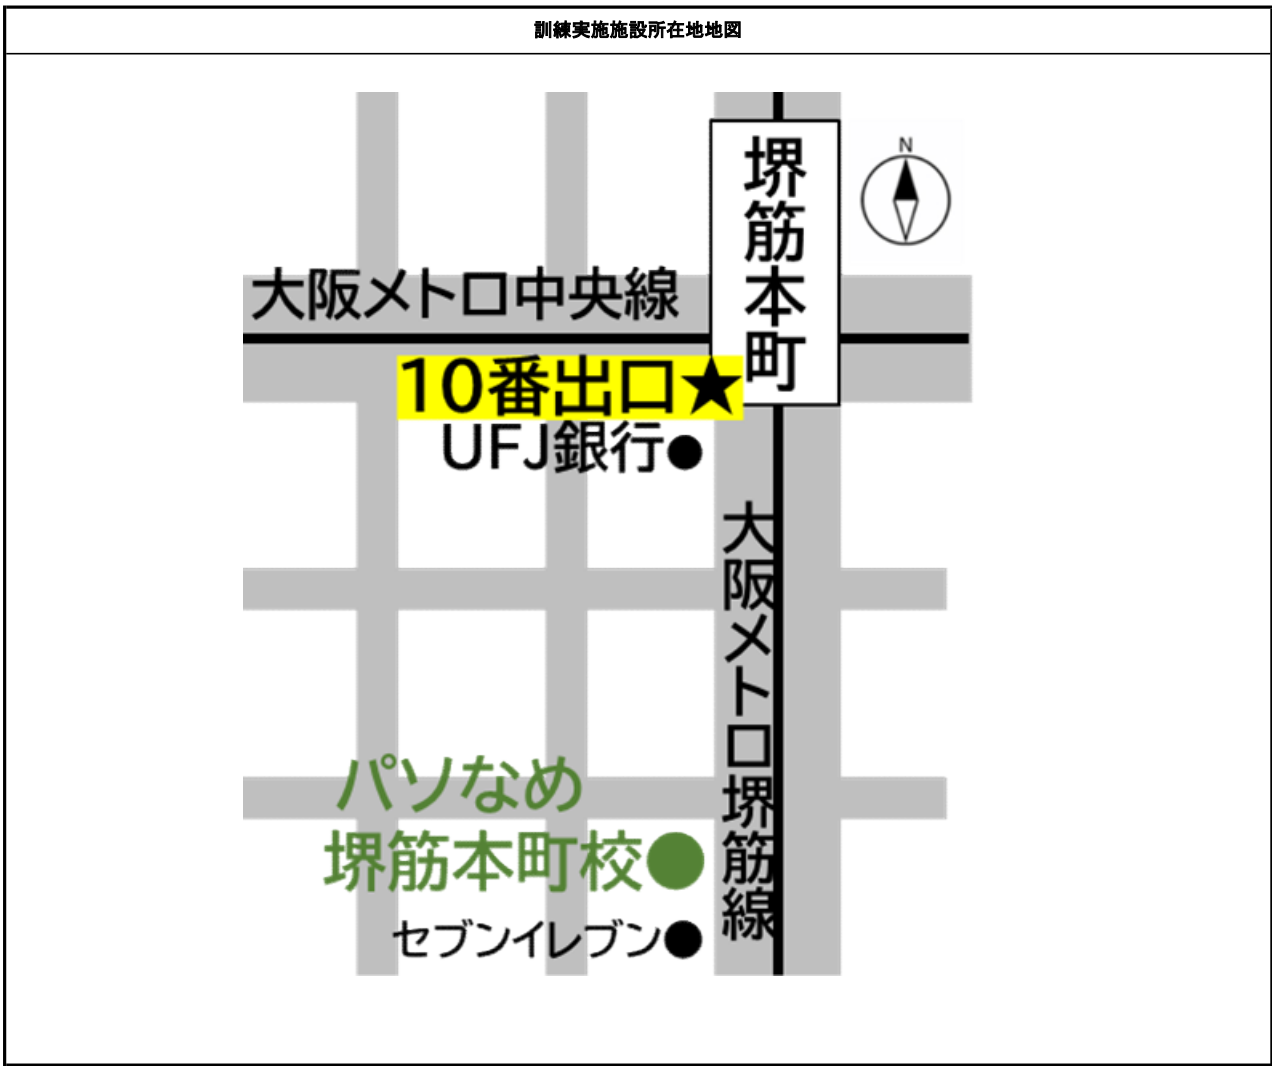 訓練実施施設所在地地図
N
堺筋本町
大阪メトロ中央線
10番出口★
UFJ銀行●
大阪メトロ堺筋線
パソなめ
堺筋本町校●
セブンイレブン●